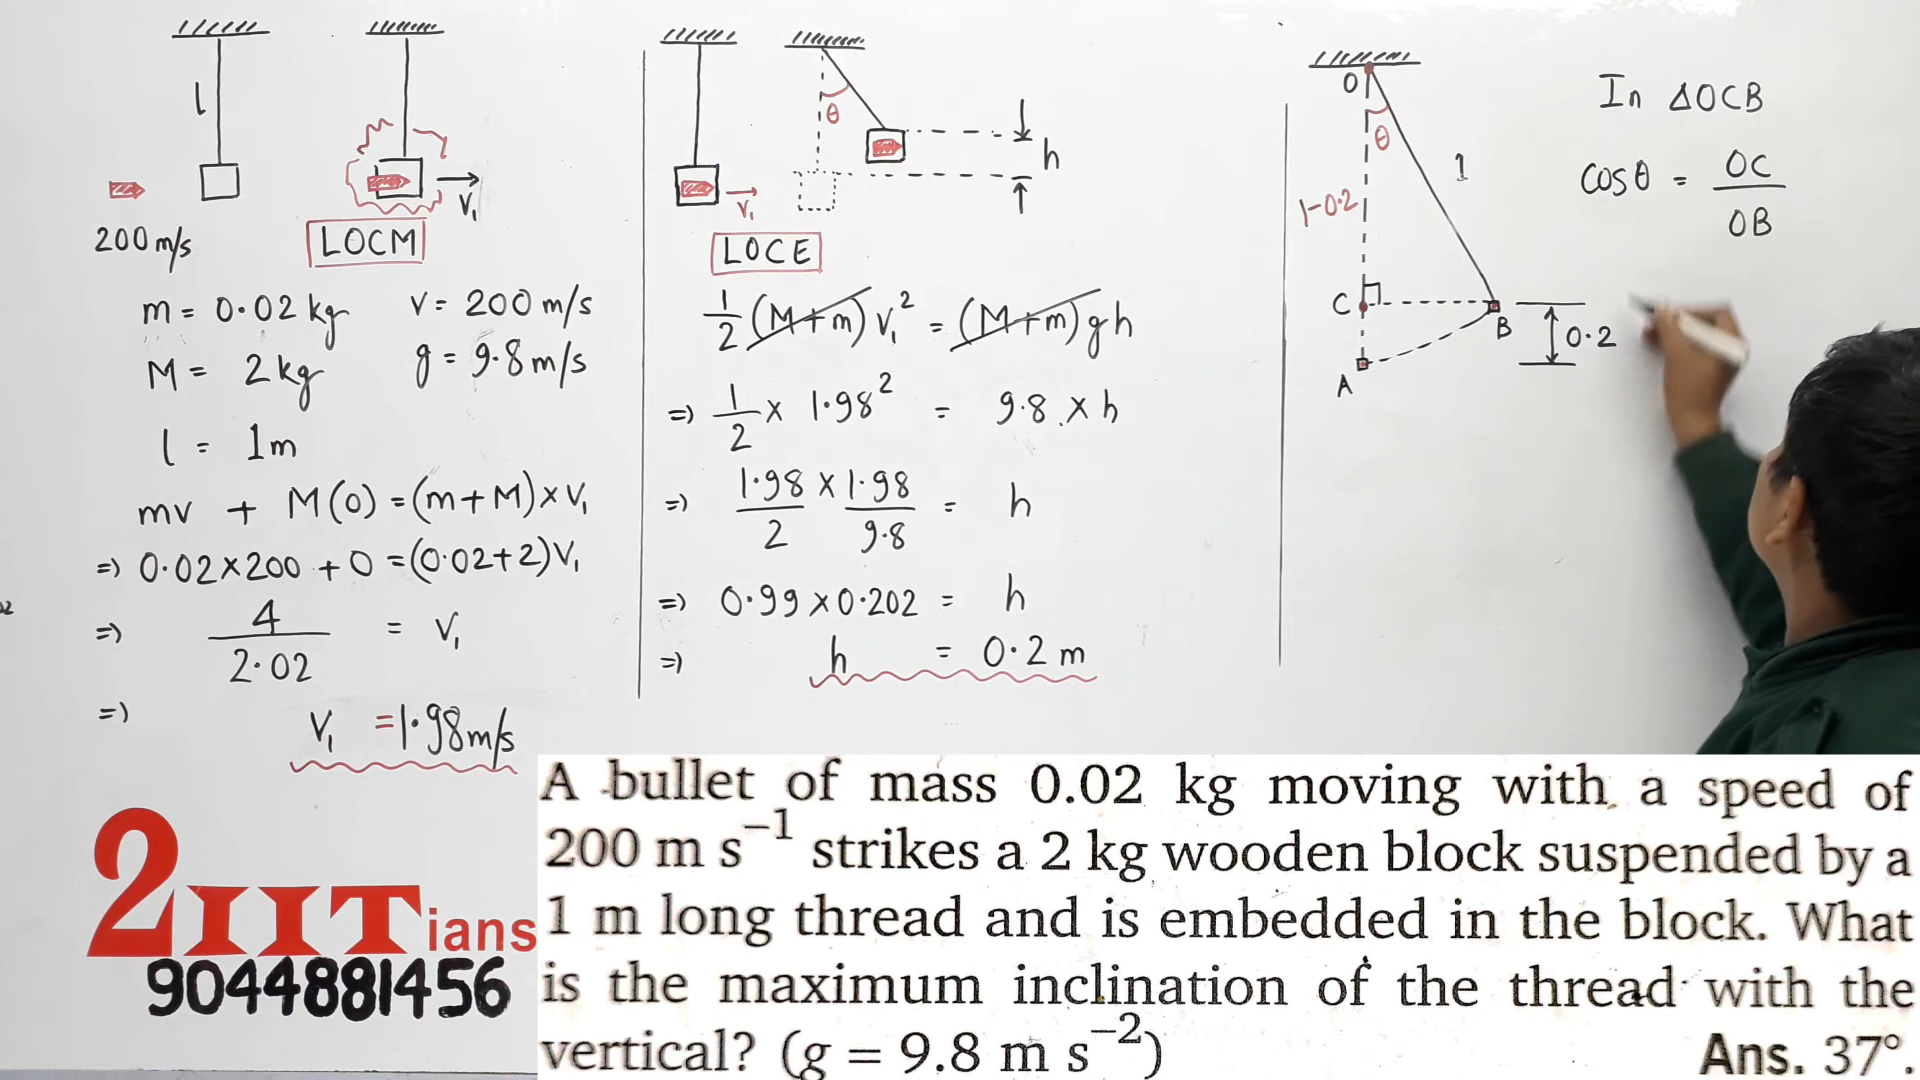 l
200 m/s
V₁
LOCM
m = 0.02 kg V = 200 m/s
M = 2 kg g = 9.8 m/s
l = 1m
mv + M(0) = (m+M)×V₁
=) 0.02×200 + 0 = (0.02+2)V₁
=) 4/2.02 = V₁
=) V₁ = 1.98 m/s
θ
h
V₁
LOCE
1/2 (M+m) V₁² = (M+m) g h
=) 1/2 × 1.98² = 9.8 × h
=) 1.98 × 1.98 / 2 9.8 = h
=) 0.99 × 0.202 = h
=) h = 0.2 m
O
θ
1
1-0.2
C
B
A
0.2
In ΔOCB
cosθ = OC/OB
2IITians
9044881456
A bullet of mass 0.02 kg moving with a speed of
200 m s⁻¹ strikes a 2 kg wooden block suspended by a
1 m long thread and is embedded in the block. What
is the maximum inclination of the thread with the
vertical? (g = 9.8 m s⁻²) Ans. 37°.